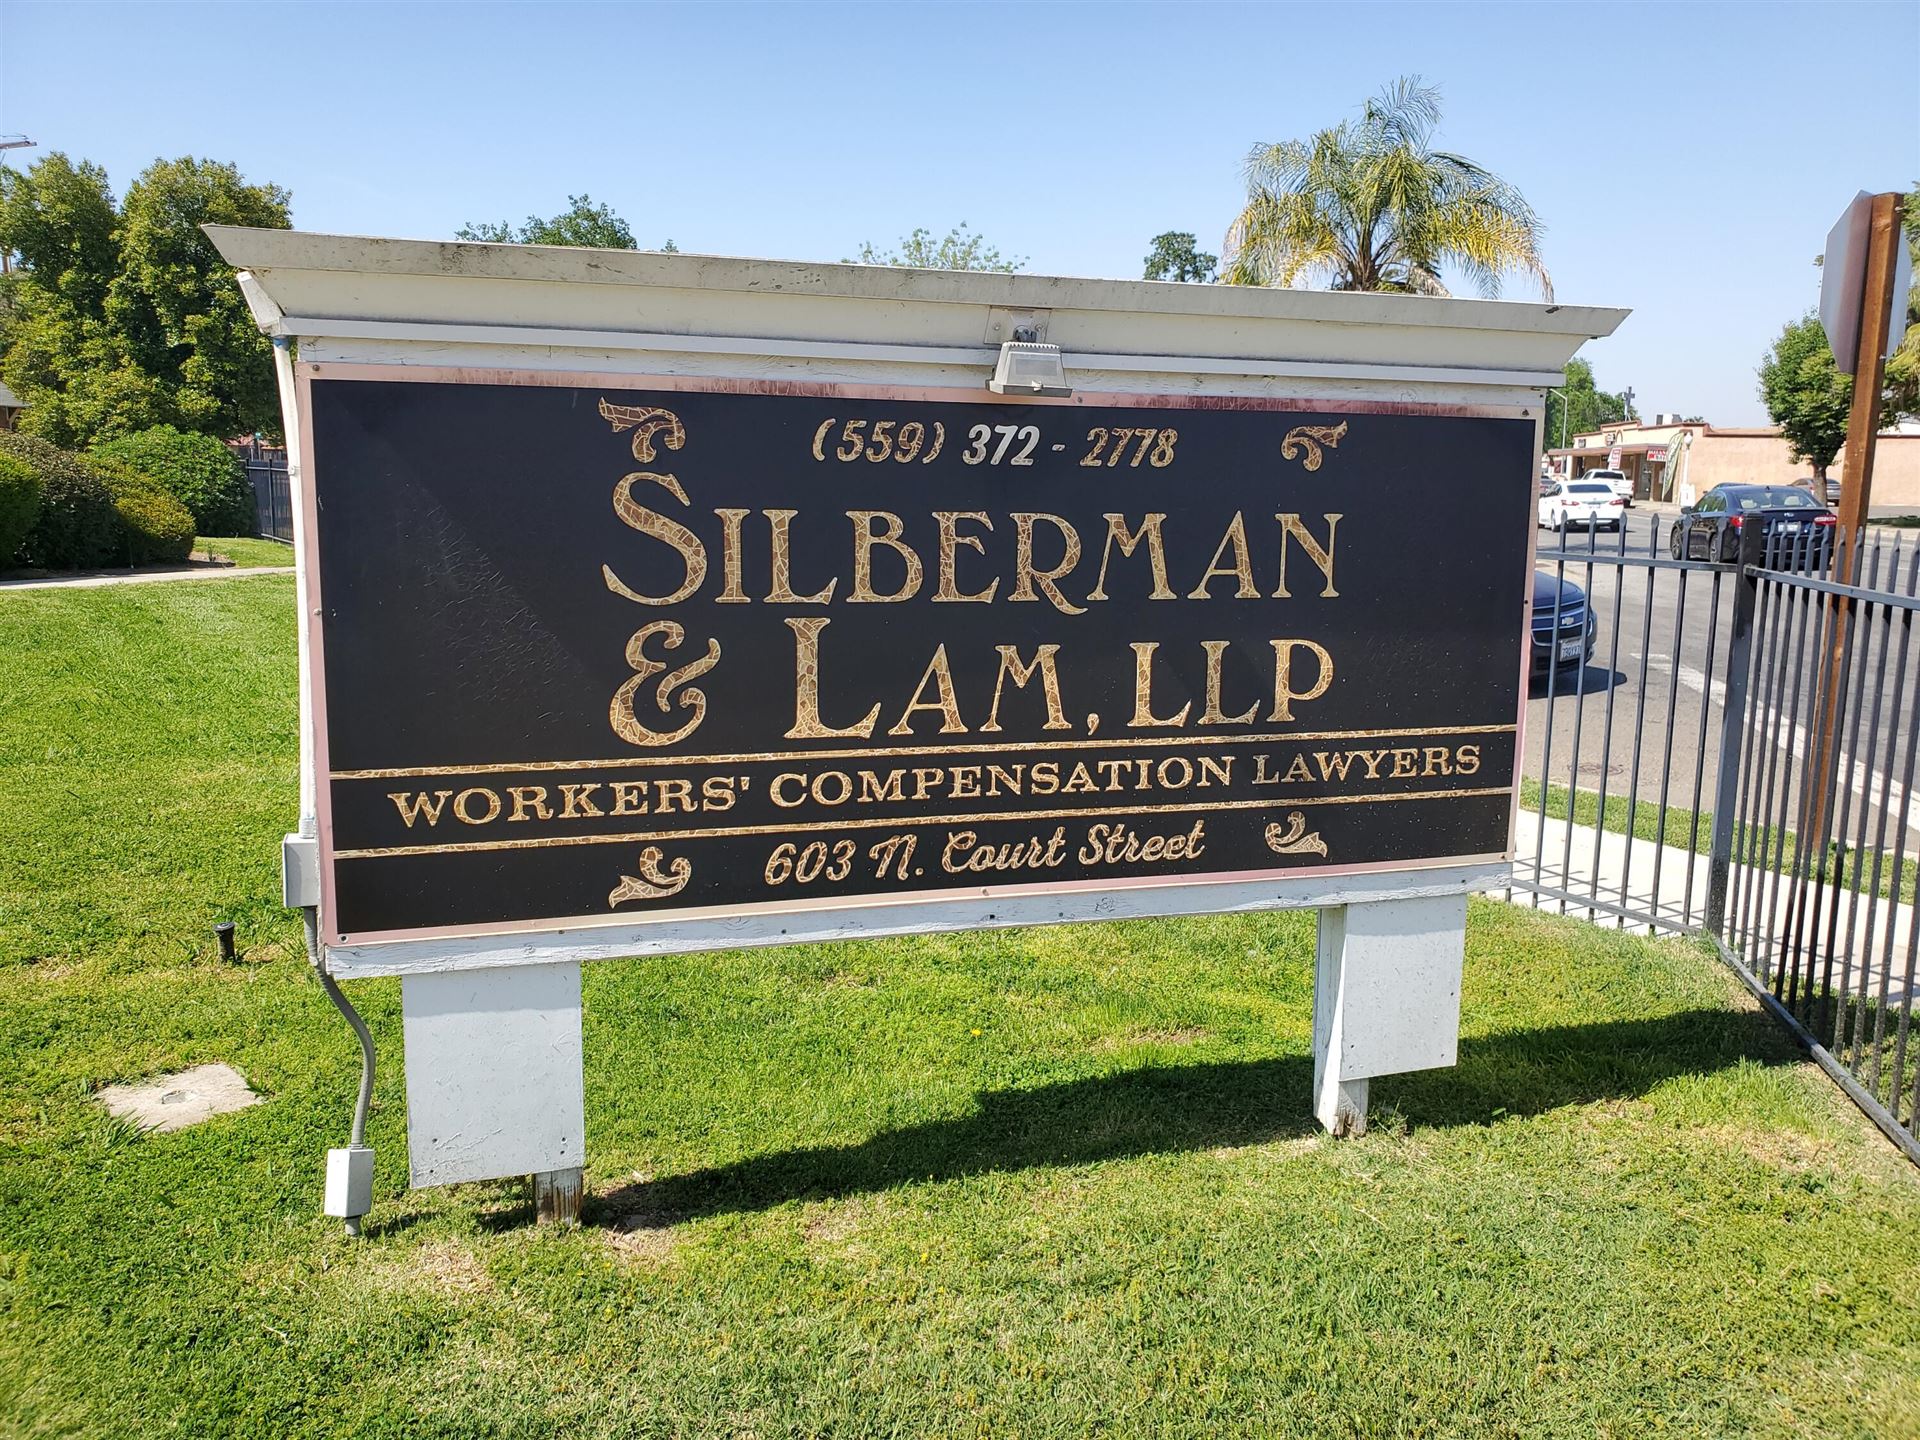 (559) 372 - 2778
SILBERMAN
& LAM, LLP
WORKERS' COMPENSATION LAWYERS
603 N. Court Street